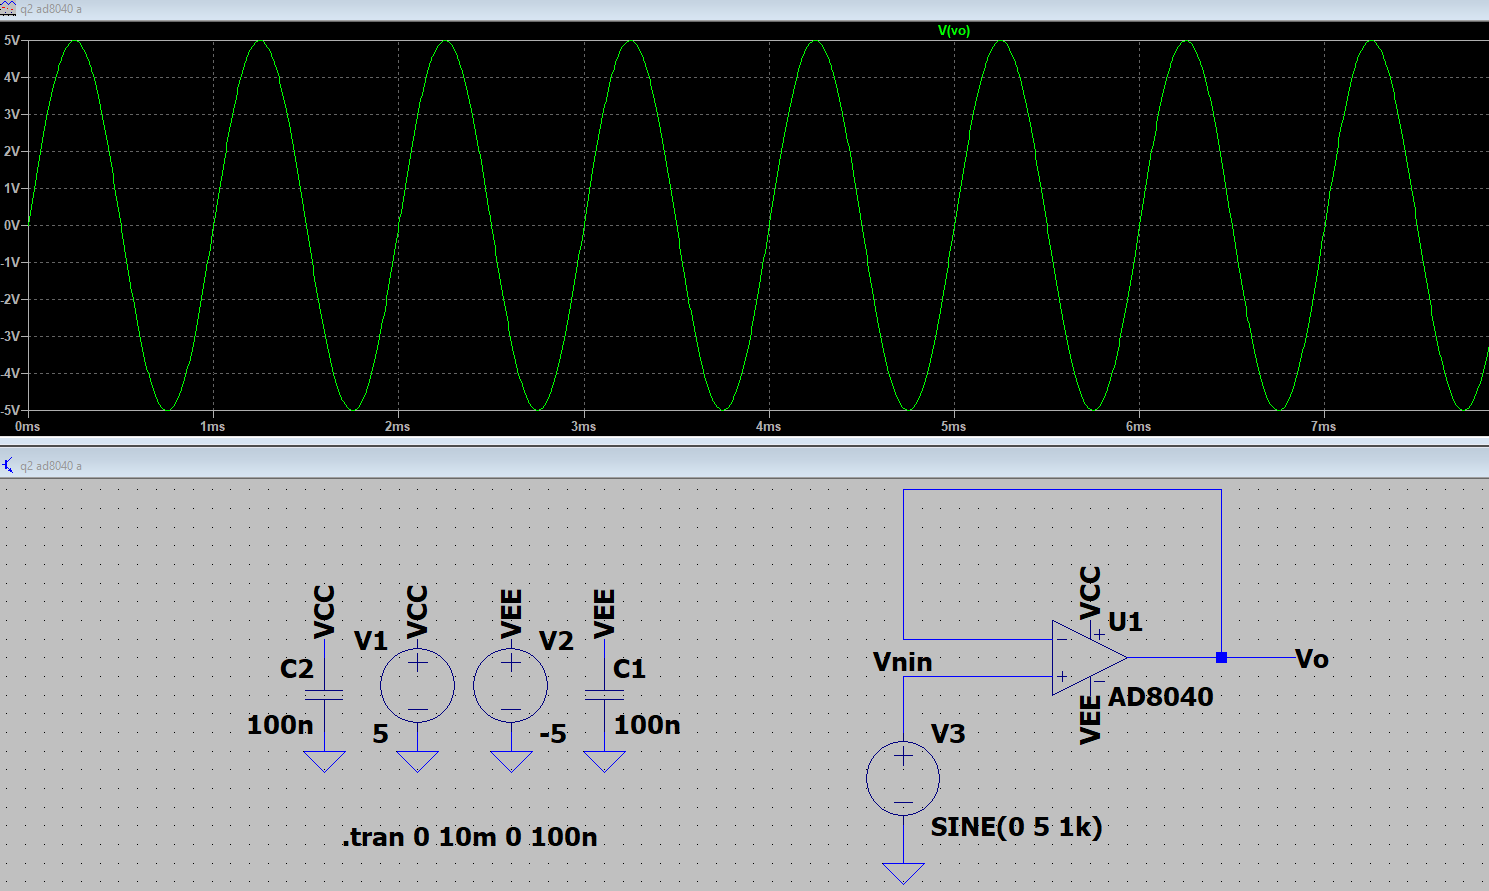 q2 ad8040 a
V(vo)
5V
4V
3V
2V
1V
0V
-1V
-2V
-3V
-4V
-5V
0ms 1ms 2ms 3ms 4ms 5ms 6ms 7ms
q2 ad8040 a
VCC VCC VEE VEE VCC
V1 V2 U1
C2 C1 Vnin Vo
100n 5 -5 100n VEE AD8040
V3
.tran 0 10m 0 100n SINE(0 5 1k)